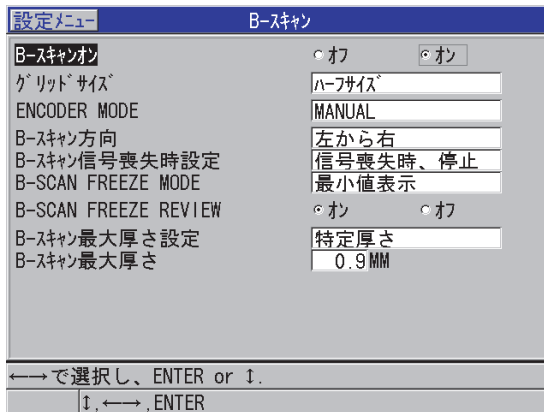 設定ﾒﾆｭｰ B-ｽｷｬﾝ
B-ｽｷｬﾝｵﾝ ｵﾌ ｵﾝ
ｸﾞﾘｯﾄﾞｻｲｽﾞ ﾊｰﾌｻｲｽﾞ
ENCODER MODE MANUAL
B-ｽｷｬﾝ方向 左から右
B-ｽｷｬﾝ信号喪失時設定 信号喪失時、停止
B-SCAN FREEZE MODE 最小値表示
B-SCAN FREEZE REVIEW ｵﾝ ｵﾌ
B-ｽｷｬﾝ最大厚さ設定 特定厚さ
B-ｽｷｬﾝ最大厚さ 0.9MM
←→で選択し、ENTER or ↕.
↕,←→,ENTER